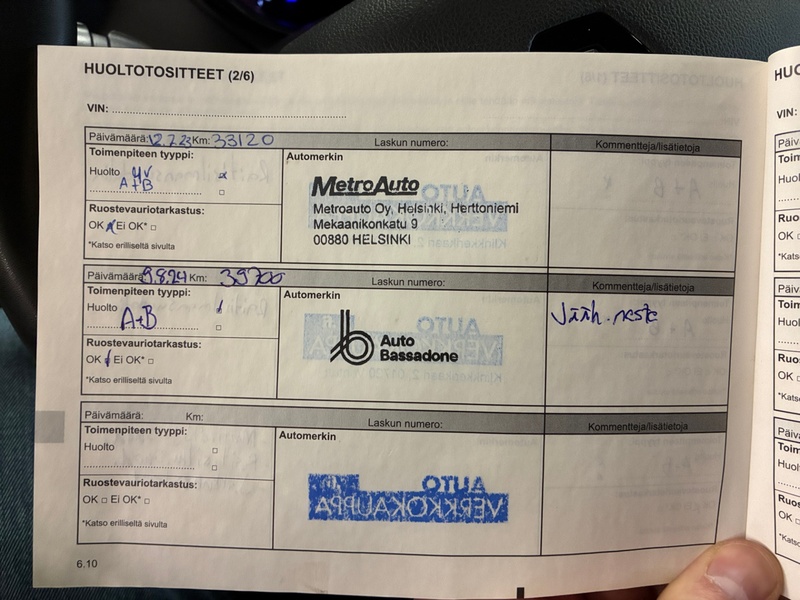 HUOLTOTOSITTEET (2/6)
VIN:
Päivämäärä: 12.7.23 Km: 33120 Laskun numero: Kommentteja/lisätietoja
Toimenpiteen tyyppi: Automerkin
Huolto 4v
A+B
MetroAuto
Metroauto Oy, Helsinki, Herttoniemi
Mekaanikonkatu 9
00880 HELSINKI
Ruostevauriotarkastus:
OK Ei OK*
*Katso erilliseltä sivulta
Päivämäärä: 9.8.24 Km: 39700 Laskun numero: Kommentteja/lisätietoja
Toimenpiteen tyyppi: Automerkin
Huolto
A+B
Auto
Bassadone
Jääh. neste
Ruostevauriotarkastus:
OK Ei OK*
*Katso erilliseltä sivulta
Päivämäärä: Km: Laskun numero: Kommentteja/lisätietoja
Toimenpiteen tyyppi: Automerkin
Huolto
AUTO
VERKKOKAUPPA
Ruostevauriotarkastus:
OK Ei OK*
*Katso erilliseltä sivulta
6.10
VIN: